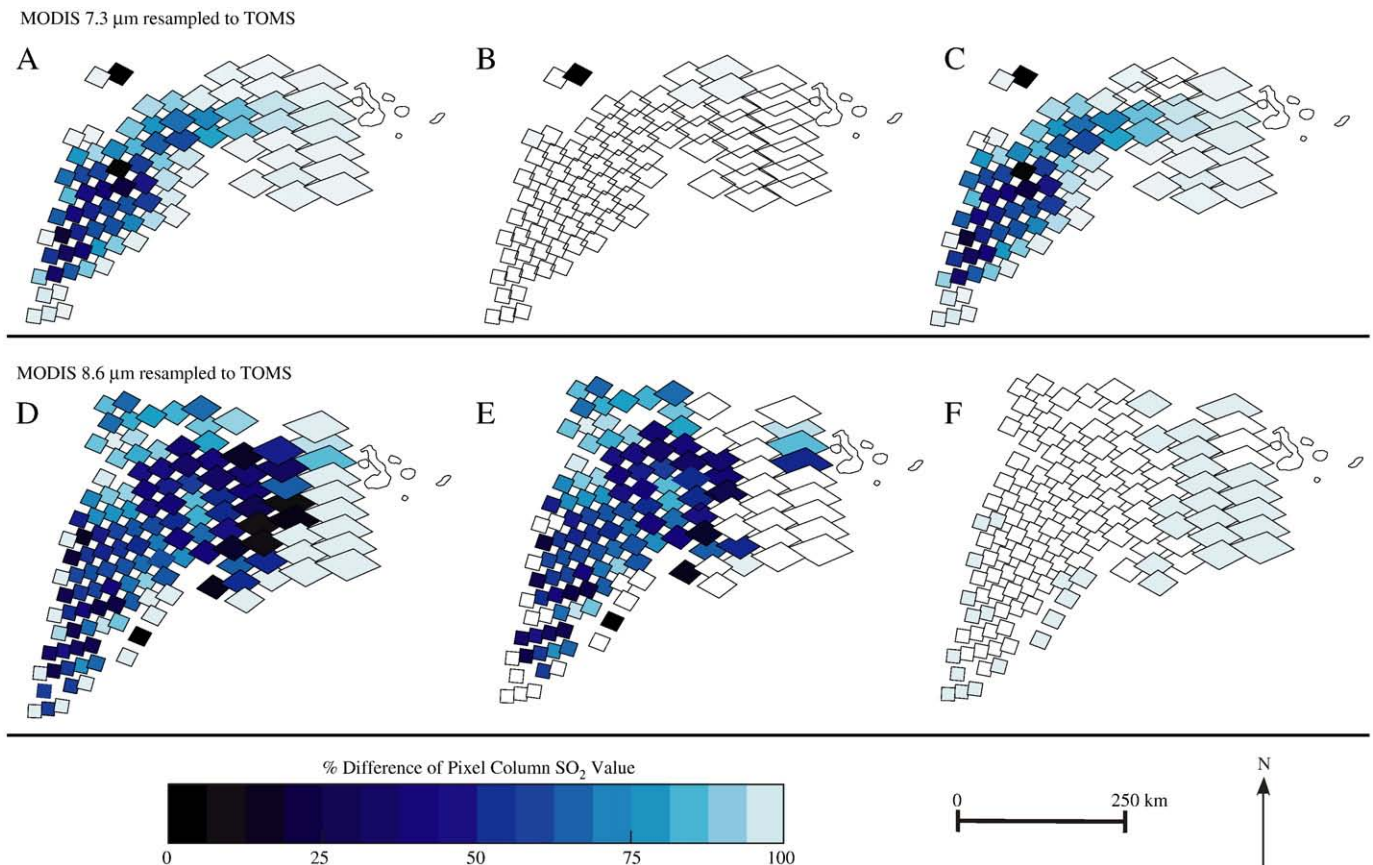 MODIS 7.3 μm resampled to TOMS
A B C
MODIS 8.6 μm resampled to TOMS
D E F
% Difference of Pixel Column SO₂ Value
0 25 50 75 100
0 250 km
N